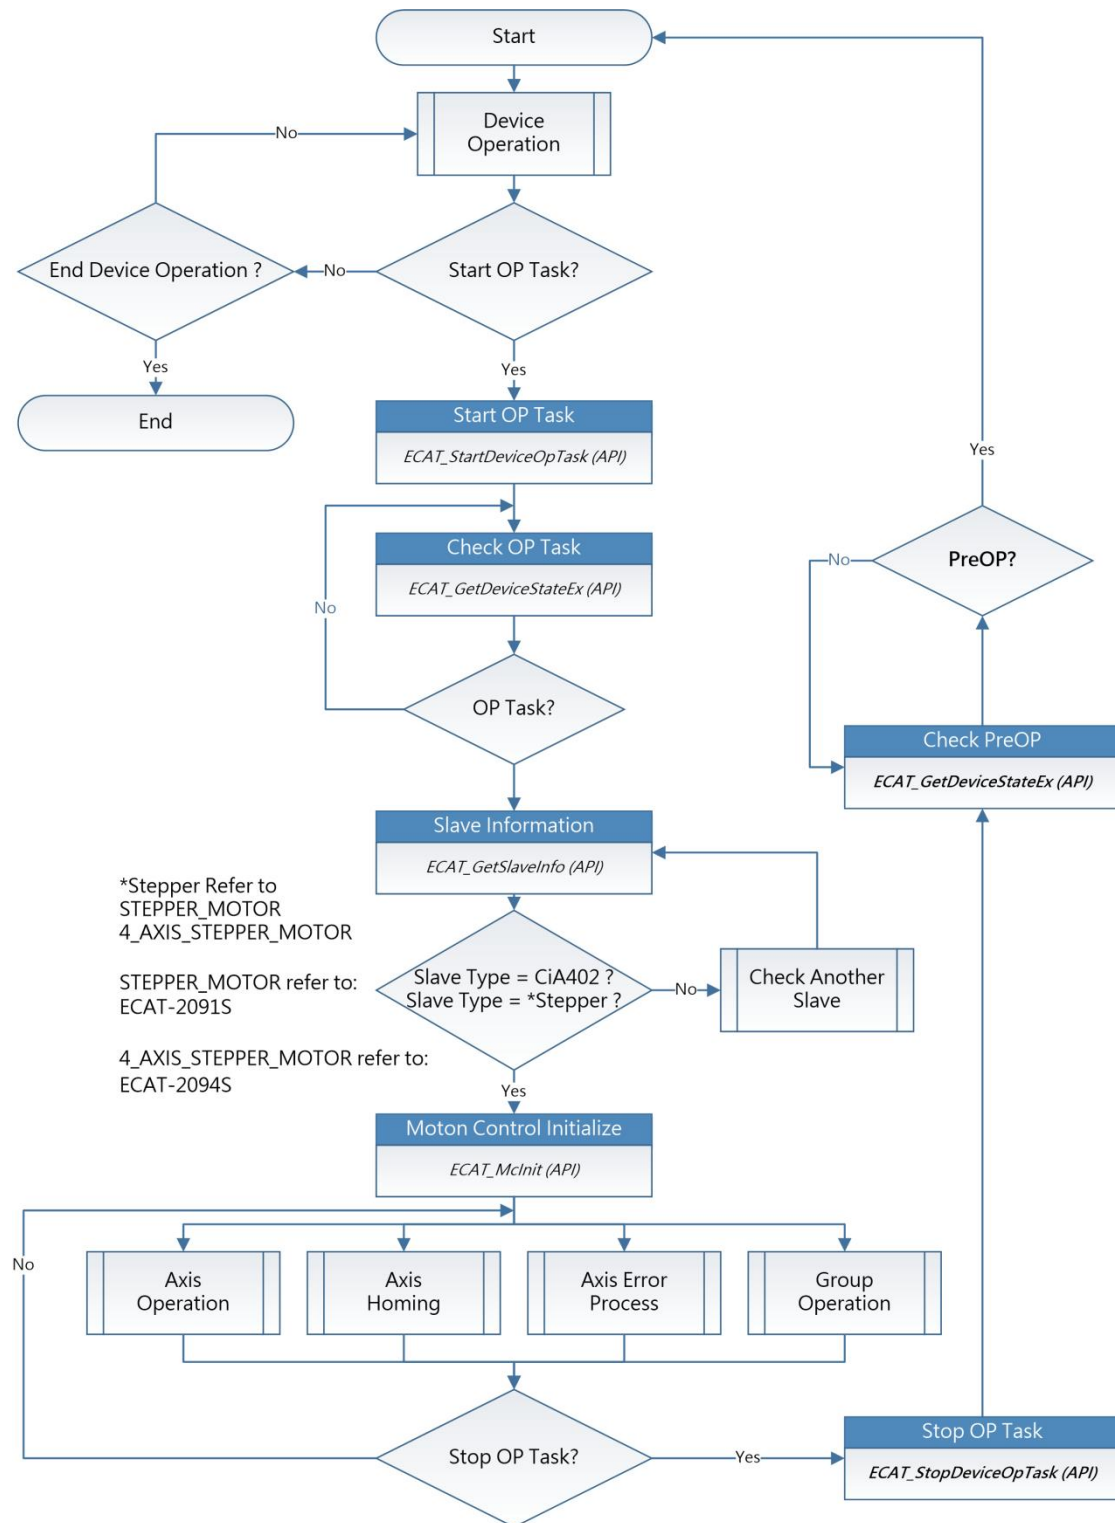 Start
Device
Operation
No
End Device Operation ?
No
Start OP Task?
Yes
Yes
End
Start OP Task
ECAT_StartDeviceOpTask (API)
Yes
Check OP Task
ECAT_GetDeviceStateEx (API)
No
PreOP?
No
OP Task?
Check PreOP
ECAT_GetDeviceStateEx (API)
Slave Information
ECAT_GetSlaveInfo (API)
*Stepper Refer to
STEPPER_MOTOR
4_AXIS_STEPPER_MOTOR
STEPPER_MOTOR refer to:
ECAT-2091S
4_AXIS_STEPPER_MOTOR refer to:
ECAT-2094S
Slave Type = CiA402 ?
Slave Type = *Stepper ?
No
Check Another
Slave
Yes
Moton Control Initialize
ECAT_McInit (API)
No
Axis
Operation
Axis
Homing
Axis Error
Process
Group
Operation
Stop OP Task?
Yes
Stop OP Task
ECAT_StopDeviceOpTask (API)